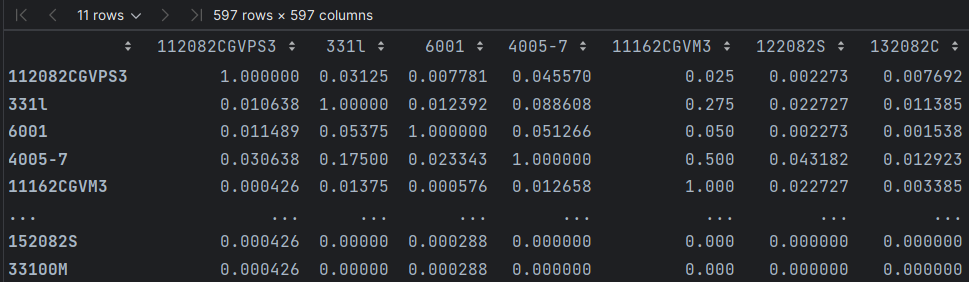 11 rows 597 rows × 597 columns
112082CGVPS3 331l 6001 4005-7 11162CGVM3 122082S 132082C
112082CGVPS3 1.000000 0.03125 0.007781 0.045570 0.025 0.002273 0.007692
331l 0.010638 1.00000 0.012392 0.088608 0.275 0.022727 0.011385
6001 0.011489 0.05375 1.000000 0.051266 0.050 0.002273 0.001538
4005-7 0.030638 0.17500 0.023343 1.000000 0.500 0.043182 0.012923
11162CGVM3 0.000426 0.01375 0.000576 0.012658 1.000 0.022727 0.003385
... ... ... ... ... ... ... ...
152082S 0.000426 0.00000 0.000288 0.000000 0.000 0.000000 0.000000
33100M 0.000426 0.00000 0.000288 0.000000 0.000 0.000000 0.000000